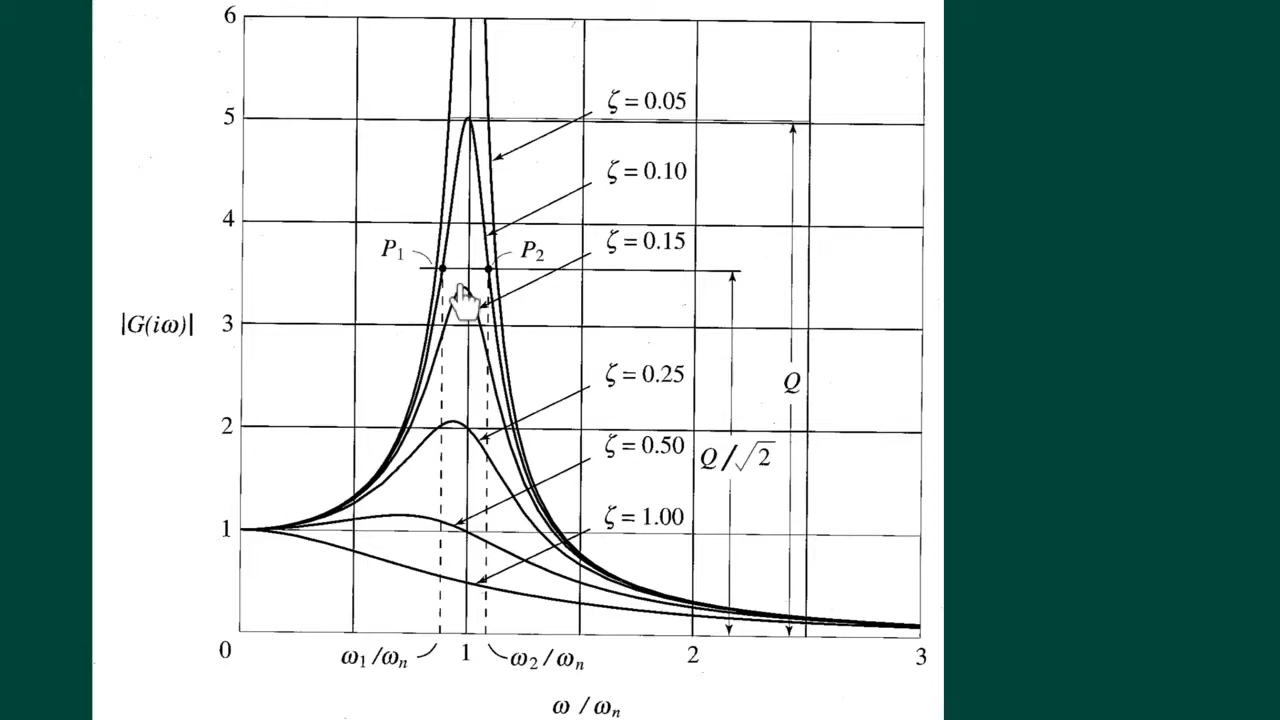 6
ζ = 0.05
5
ζ = 0.10
4
P1
P2
ζ = 0.15
|G(iω)|
3
ζ = 0.25
Q
2
ζ = 0.50
Q/√2
ζ = 1.00
1
0
ω1/ωn
1
ω2/ωn
2
3
ω / ωn